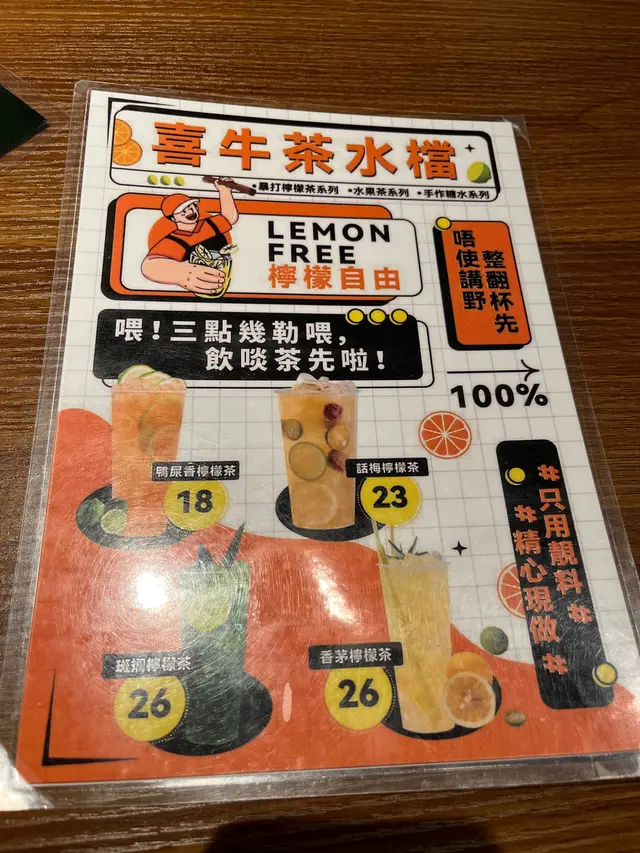 喜牛茶水檔
•暴打檸檬茶系列 •水果茶系列 •手作糖水系列
LEMON
FREE
檸檬自由
唔使講野
整翻杯先
喂！三點幾勒喂，
飲啖茶先啦！
100%
鴨屎香檸檬茶
18
話梅檸檬茶
23
#只用靚料#
#精心現做#
斑斕檸檬茶
26
香茅檸檬茶
26